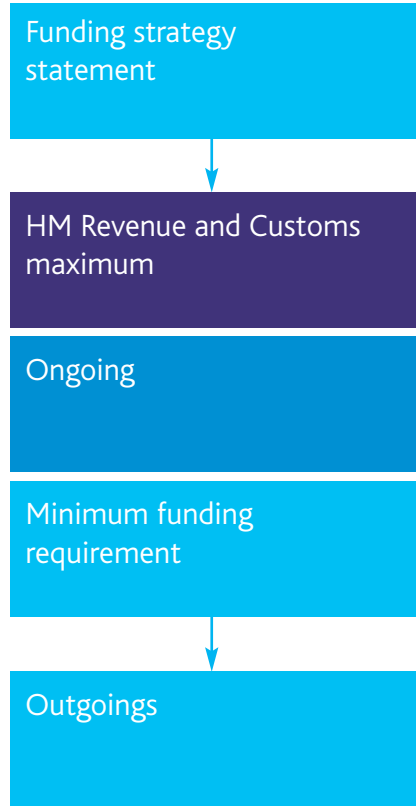 Funding strategy
statement
HM Revenue and Customs
maximum
Ongoing
Minimum funding
requirement
Outgoings